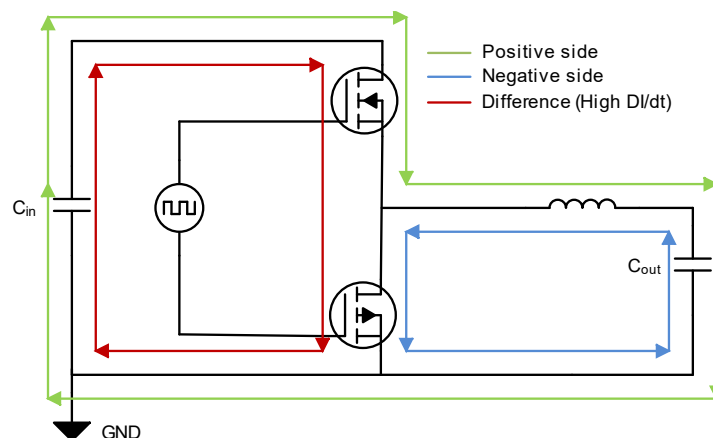 Positive side
Negative side
Difference (High DI/dt)
Cin
Cout
GND